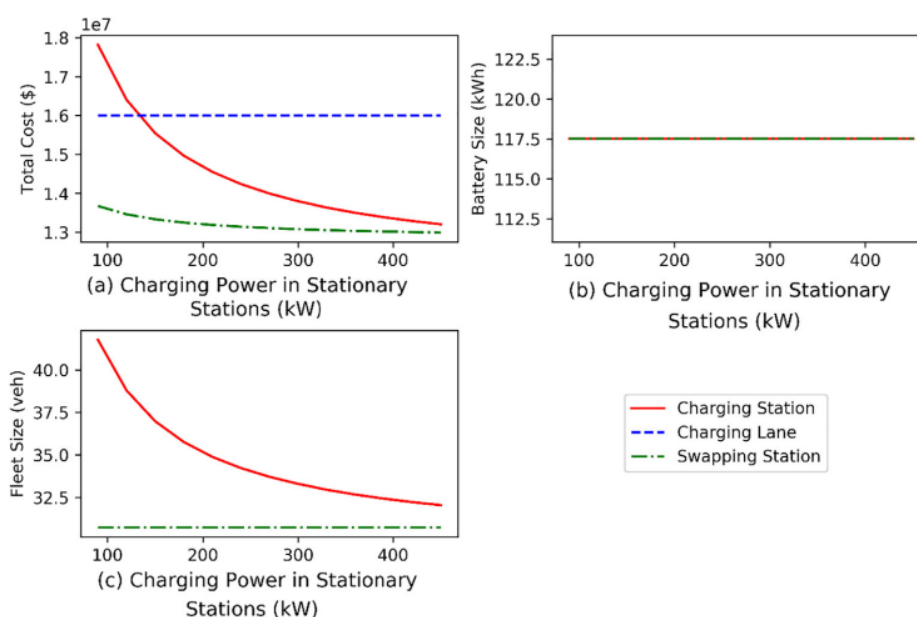 1e7
1.8
1.7
1.6
1.5
1.4
1.3
Total Cost ($)
100 200 300 400
(a) Charging Power in Stationary
Stations (kW)
122.5
120.0
117.5
115.0
112.5
Battery Size (kWh)
100 200 300 400
(b) Charging Power in Stationary
Stations (kW)
40.0
37.5
35.0
32.5
Fleet Size (veh)
100 200 300 400
(c) Charging Power in Stationary
Stations (kW)
Charging Station
Charging Lane
Swapping Station